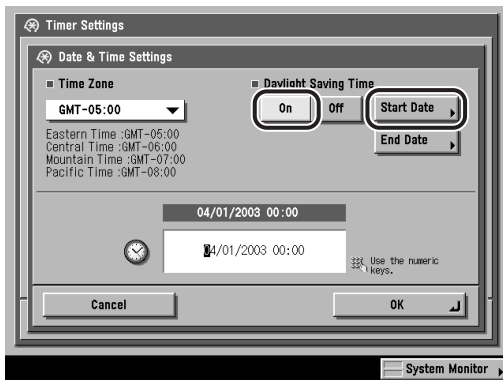 Timer Settings
Date & Time Settings
Time Zone
Daylight Saving Time
GMT-05:00
On
Off
Start Date
End Date
Eastern Time :GMT-05:00
Central Time :GMT-06:00
Mountain Time :GMT-07:00
Pacific Time :GMT-08:00
04/01/2003 00:00
04/01/2003 00:00
Use the numeric
keys.
Cancel
OK
System Monitor